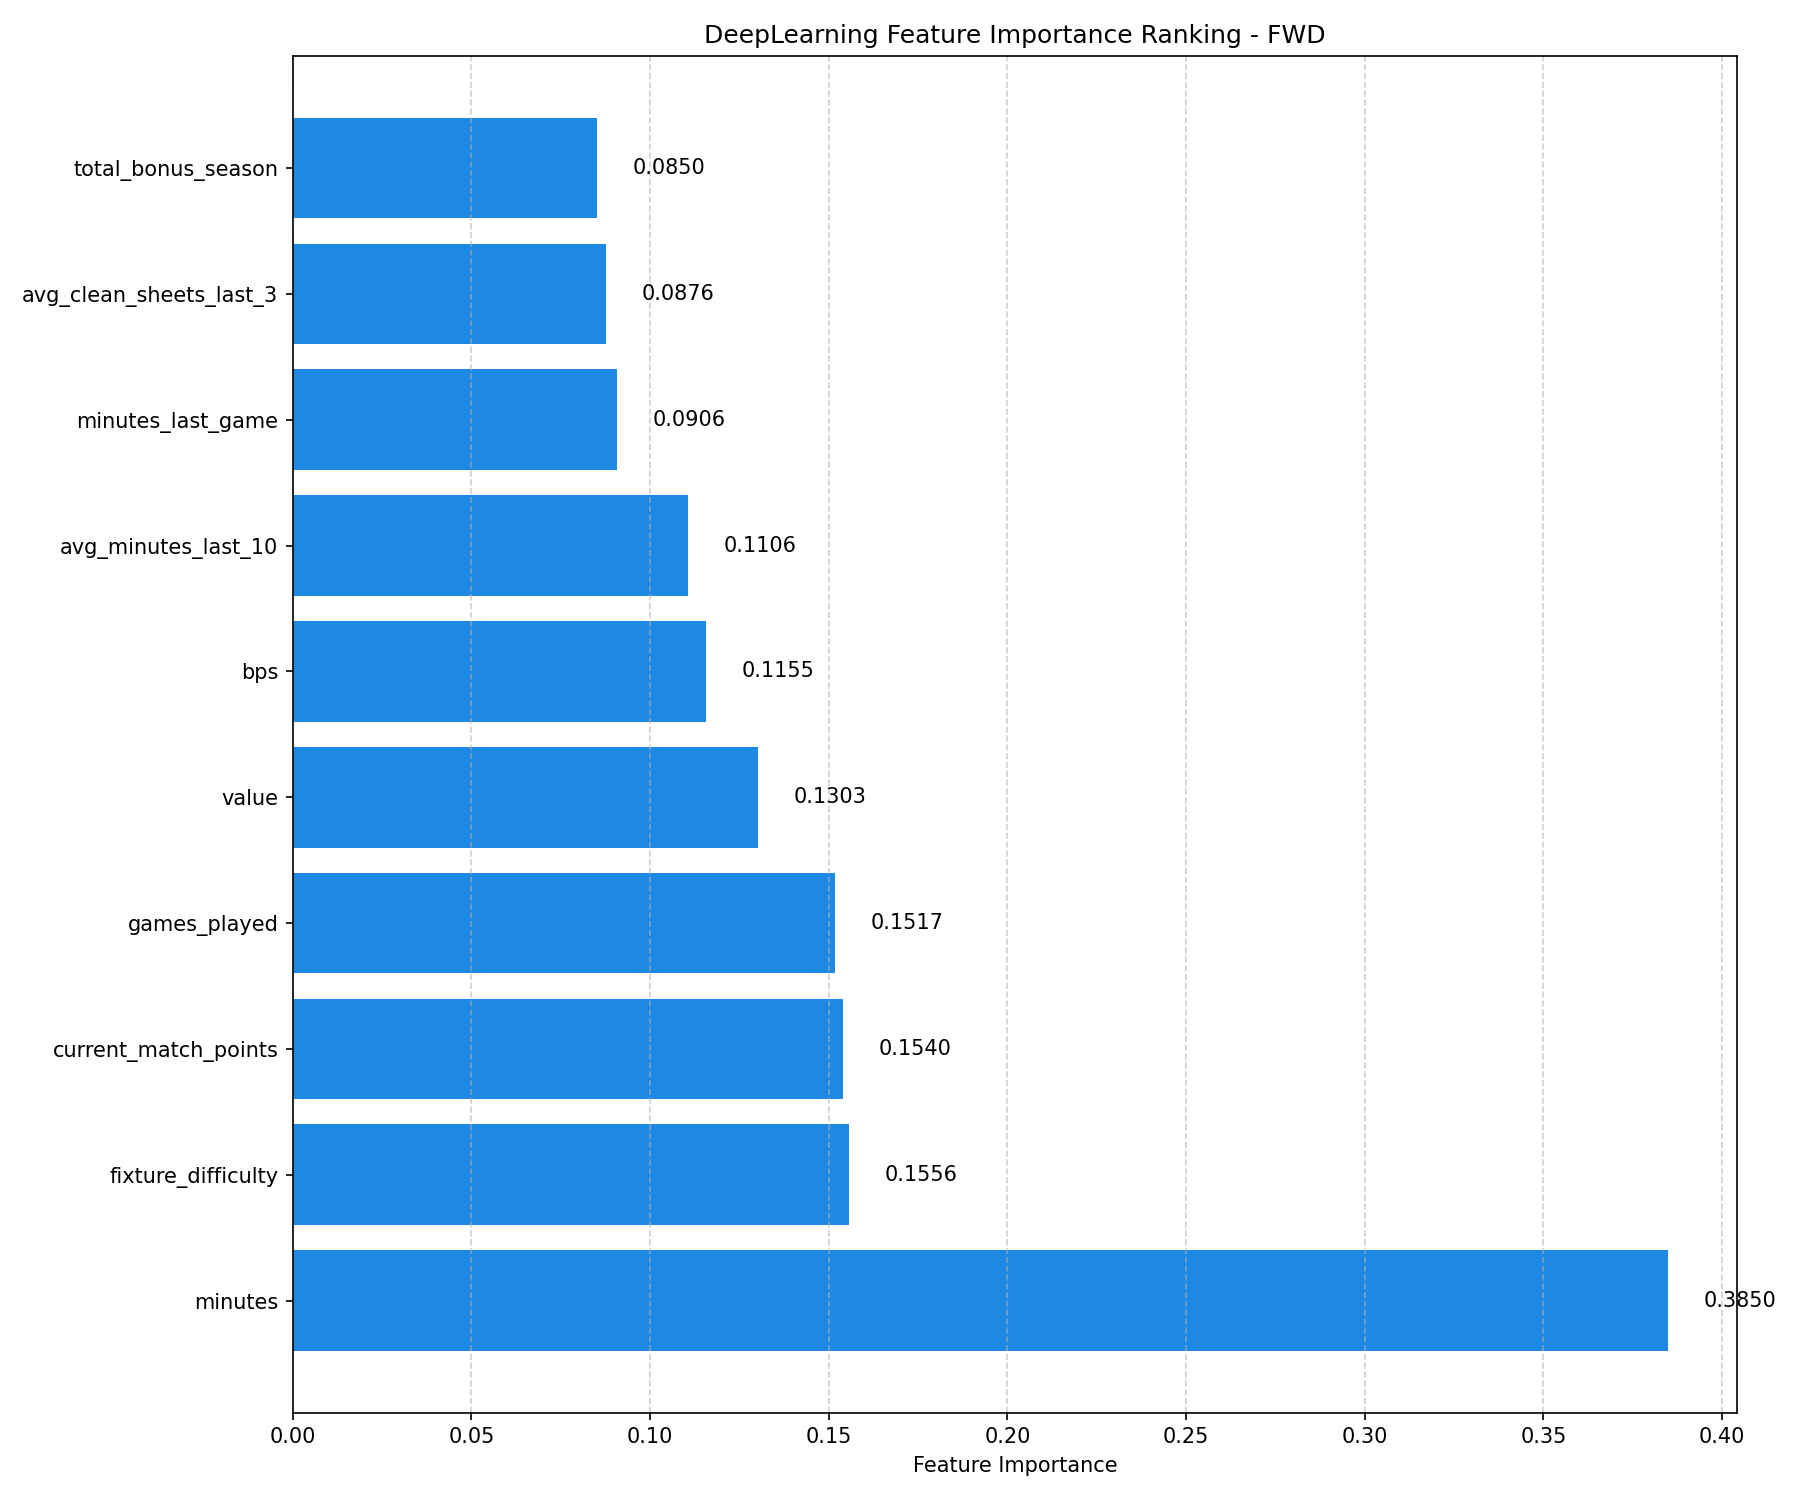 DeepLearning Feature Importance Ranking - FWD
total_bonus_season 0.0850
avg_clean_sheets_last_3 0.0876
minutes_last_game 0.0906
avg_minutes_last_10 0.1106
bps 0.1155
value 0.1303
games_played 0.1517
current_match_points 0.1540
fixture_difficulty 0.1556
minutes 0.3850
0.00 0.05 0.10 0.15 0.20 0.25 0.30 0.35 0.40
Feature Importance